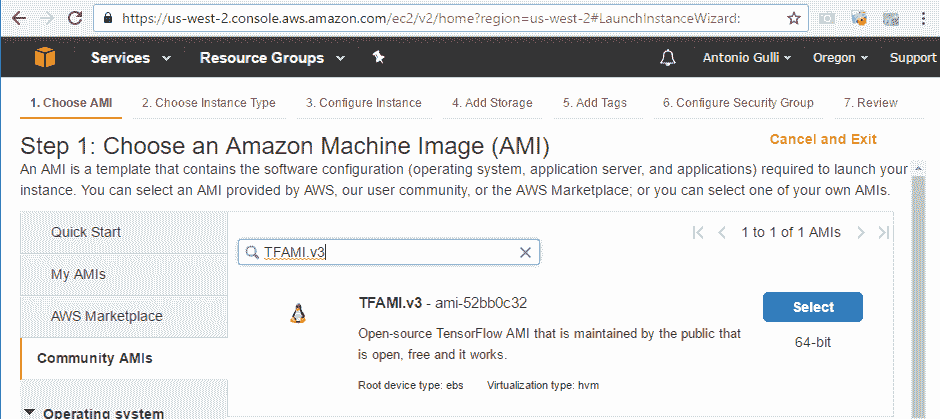 https://us-west-2.console.aws.amazon.com/ec2/v2/home?region=us-west-2#LaunchInstanceWizard:
Services Resource Groups Antonio Gulli Oregon Support
1. Choose AMI 2. Choose Instance Type 3. Configure Instance 4. Add Storage 5. Add Tags 6. Configure Security Group 7. Review
Step 1: Choose an Amazon Machine Image (AMI)
Cancel and Exit
An AMI is a template that contains the software configuration (operating system, application server, and applications) required to launch your
instance. You can select an AMI provided by AWS, our user community, or the AWS Marketplace; or you can select one of your own AMIs.
Quick Start
My AMIs
AWS Marketplace
Community AMIs
Operating system
1 to 1 of 1 AMIs
TFAMI.v3
TFAMI.v3 - ami-52bb0c32
Select
Open-source TensorFlow AMI that is maintained by the public that
is open, free and it works.
64-bit
Root device type: ebs Virtualization type: hvm